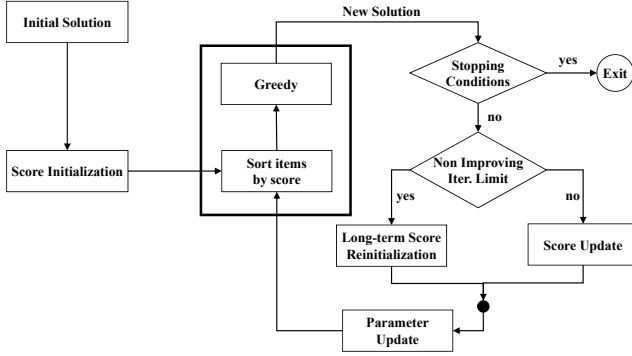 Initial Solution
New Solution
Greedy
Stopping
Conditions
yes
Exit
no
Score Initialization
Sort items
by score
Non Improving
Iter. Limit
yes
no
Long-term Score
Reinitialization
Score Update
Parameter
Update